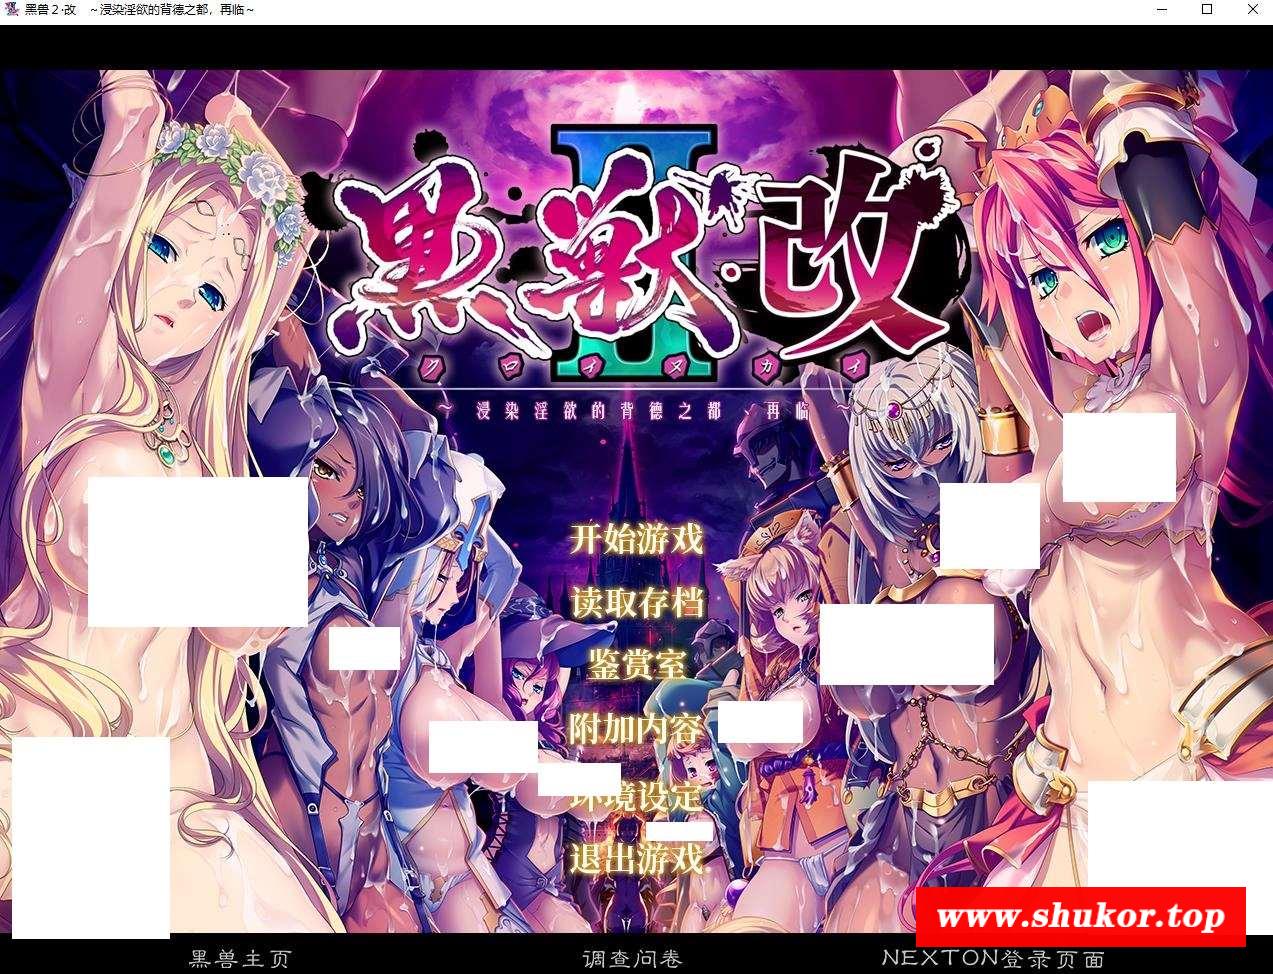 黑兽２·改　～浸染淫欲的背德之都，再临～
II
黒獣·改
クロイヌカイ
～浸染淫欲的背德之都、再临～
开始游戏
读取存档
鉴赏室
附加内容
环境设定
退出游戏
www.shukor.top
黑兽主页
调查问卷
NEXTON登录页面